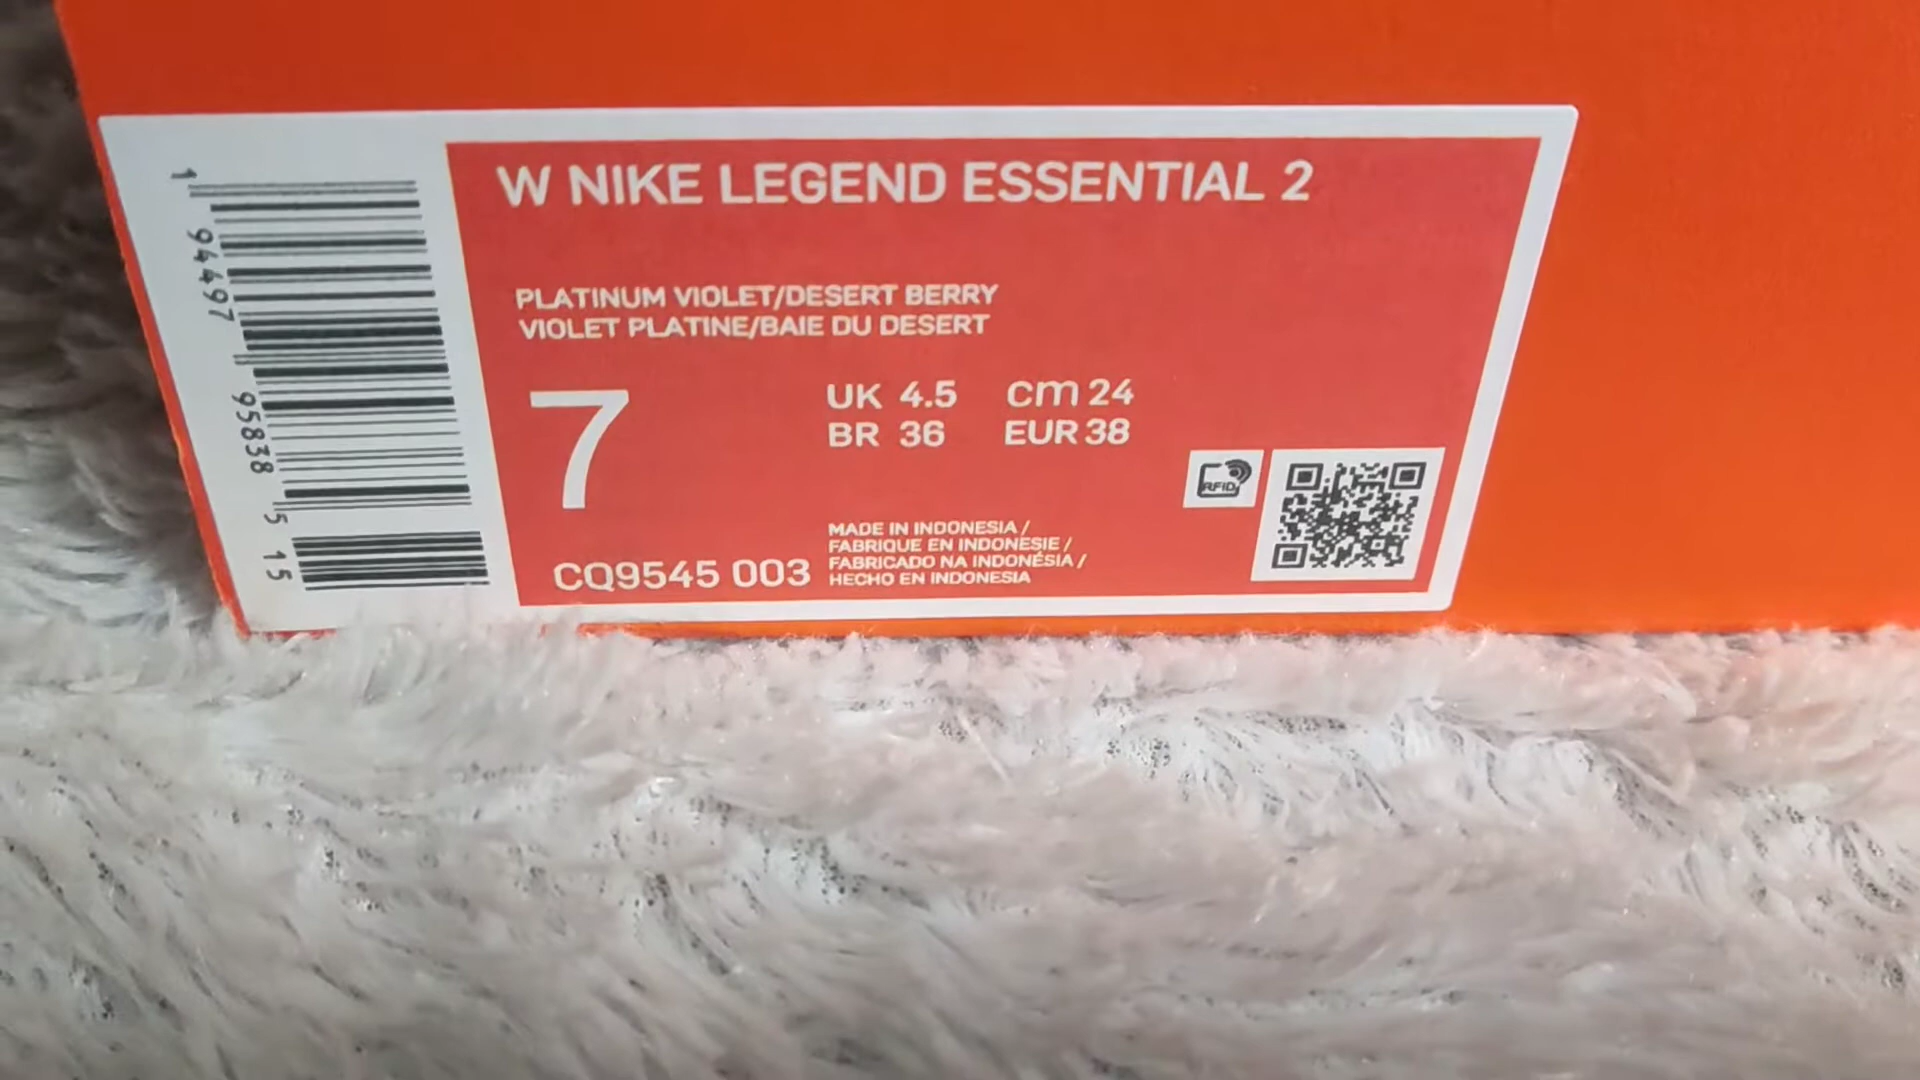 W NIKE LEGEND ESSENTIAL 2
PLATINUM VIOLET/DESERT BERRY
VIOLET PLATINE/BAIE DU DESERT
7
UK 4.5 cm 24
BR 36 EUR 38
RFID
MADE IN INDONESIA /
FABRIQUE EN INDONESIE /
FABRICADO NA INDONÉSIA /
HECHO EN INDONESIA
CQ9545 003
1 94497 95838 5 15